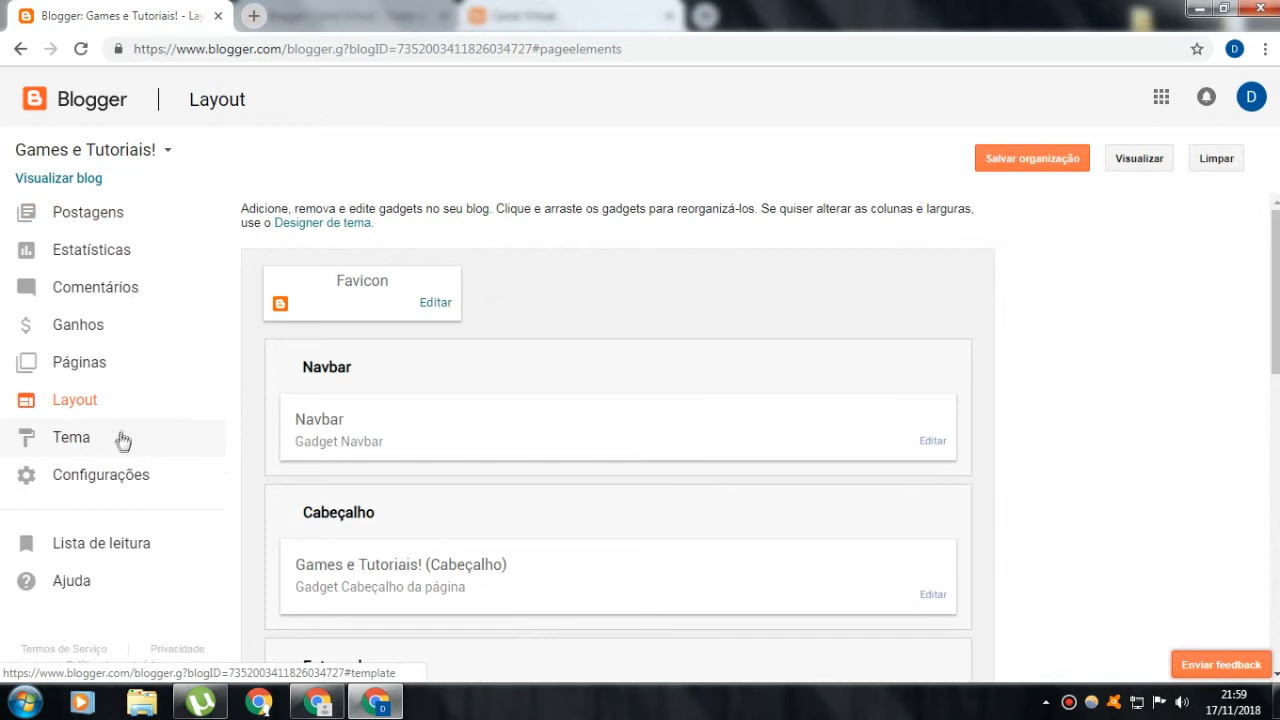 Blogger: Games e Tutoriais! - Lay
https://www.blogger.com/blogger.g?blogID=7352003411826034727#pageelements
D
Blogger
Layout
D
Games e Tutoriais!
Visualizar blog
Salvar organização
Visualizar
Limpar
Postagens
Estatísticas
Comentários
Ganhos
Páginas
Layout
Tema
Configurações
Lista de leitura
Ajuda
Termos de Serviço
Privacidade
Adicione, remova e edite gadgets no seu blog. Clique e arraste os gadgets para reorganizá-los. Se quiser alterar as colunas e larguras,
use o Designer de tema.
Favicon
Editar
Navbar
Navbar
Gadget Navbar
Editar
Cabeçalho
Games e Tutoriais! (Cabeçalho)
Gadget Cabeçalho da página
Editar
Enviar feedback
https://www.blogger.com/blogger.g?blogID=7352003411826034727#template
D
21:59
17/11/2018